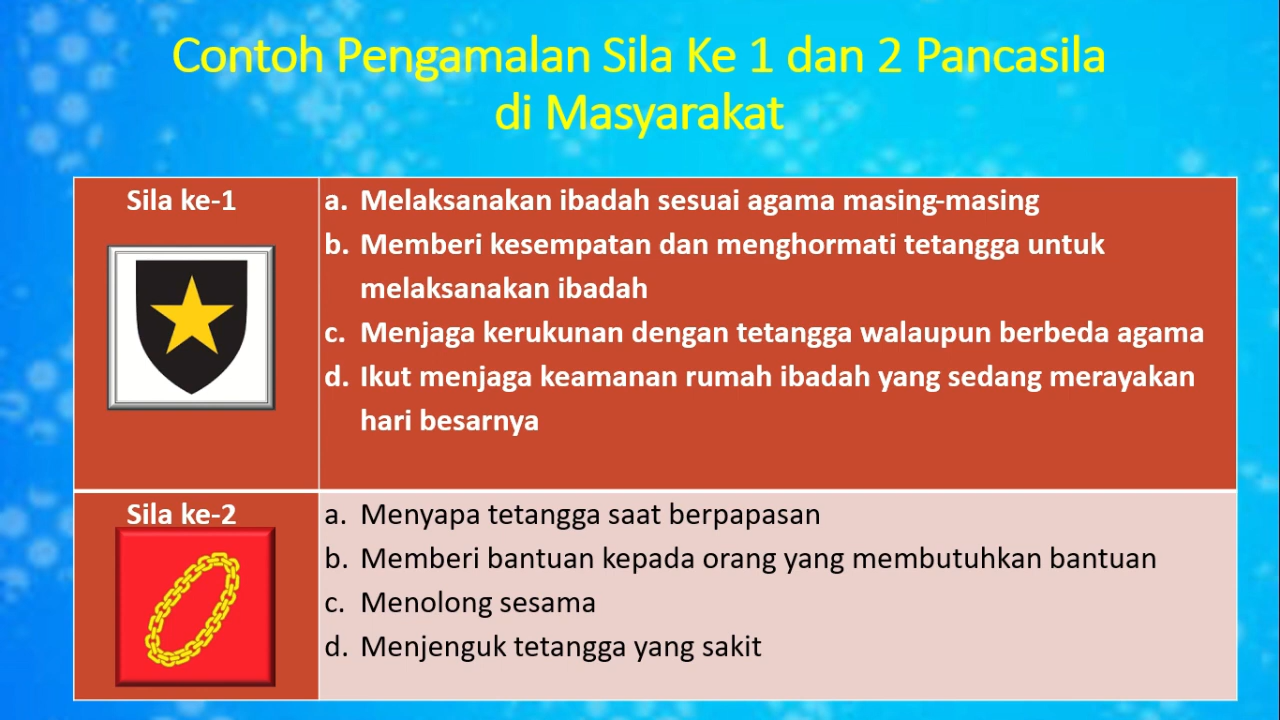 Contoh Pengamalan Sila Ke 1 dan 2 Pancasila
di Masyarakat
Sila ke-1
a. Melaksanakan ibadah sesuai agama masing-masing
b. Memberi kesempatan dan menghormati tetangga untuk
melaksanakan ibadah
c. Menjaga kerukunan dengan tetangga walaupun berbeda agama
d. Ikut menjaga keamanan rumah ibadah yang sedang merayakan
hari besarnya
Sila ke-2
a. Menyapa tetangga saat berpapasan
b. Memberi bantuan kepada orang yang membutuhkan bantuan
c. Menolong sesama
d. Menjenguk tetangga yang sakit